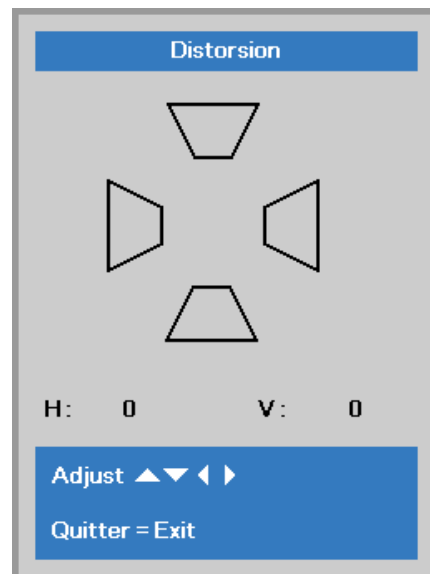 Distorsion
H: 0 V: 0
Adjust ▲▼◀▶
Quitter = Exit